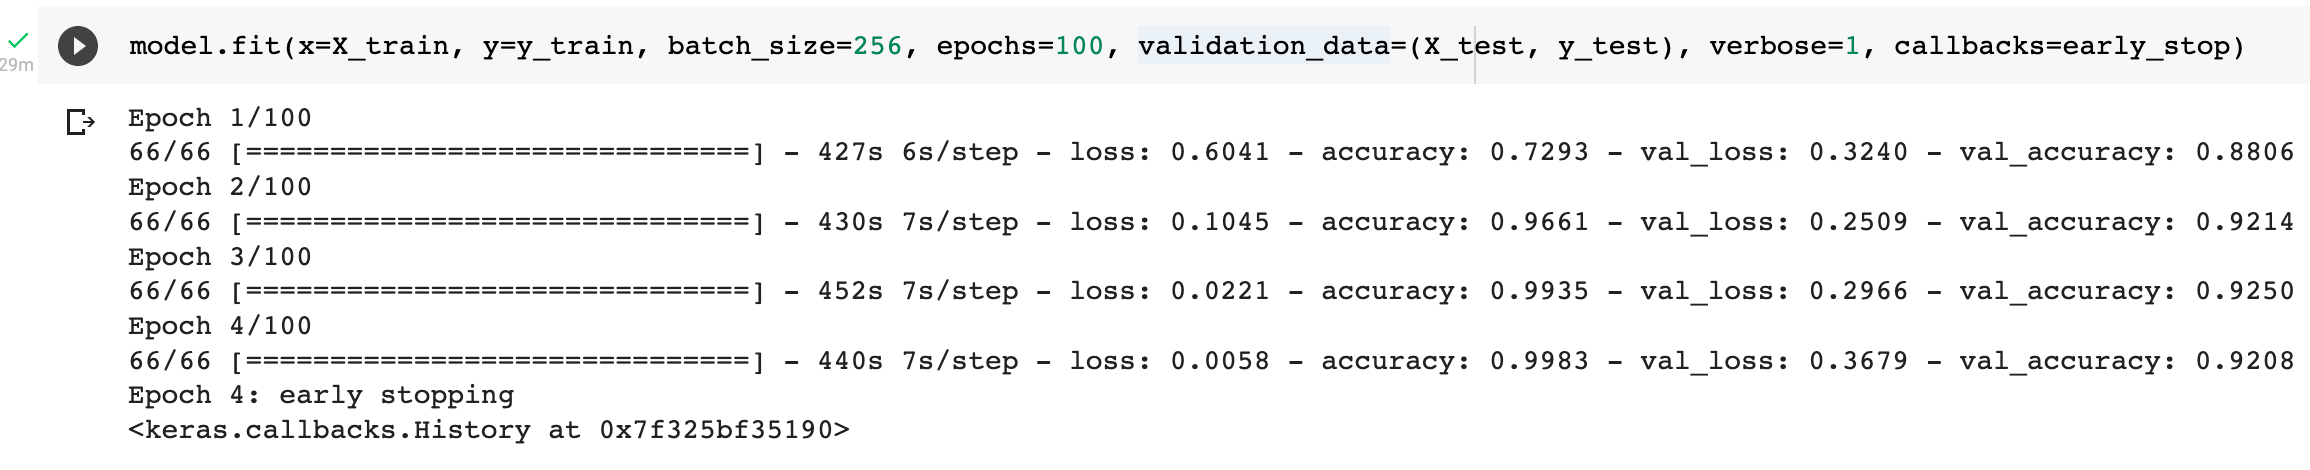 model.fit(x=X_train, y=y_train, batch_size=256, epochs=100, validation_data=(X_test, y_test), verbose=1, callbacks=early_stop)
29m
Epoch 1/100
66/66 [==============================] - 427s 6s/step - loss: 0.6041 - accuracy: 0.7293 - val_loss: 0.3240 - val_accuracy: 0.8806
Epoch 2/100
66/66 [==============================] - 430s 7s/step - loss: 0.1045 - accuracy: 0.9661 - val_loss: 0.2509 - val_accuracy: 0.9214
Epoch 3/100
66/66 [==============================] - 452s 7s/step - loss: 0.0221 - accuracy: 0.9935 - val_loss: 0.2966 - val_accuracy: 0.9250
Epoch 4/100
66/66 [==============================] - 440s 7s/step - loss: 0.0058 - accuracy: 0.9983 - val_loss: 0.3679 - val_accuracy: 0.9208
Epoch 4: early stopping
<keras.callbacks.History at 0x7f325bf35190>